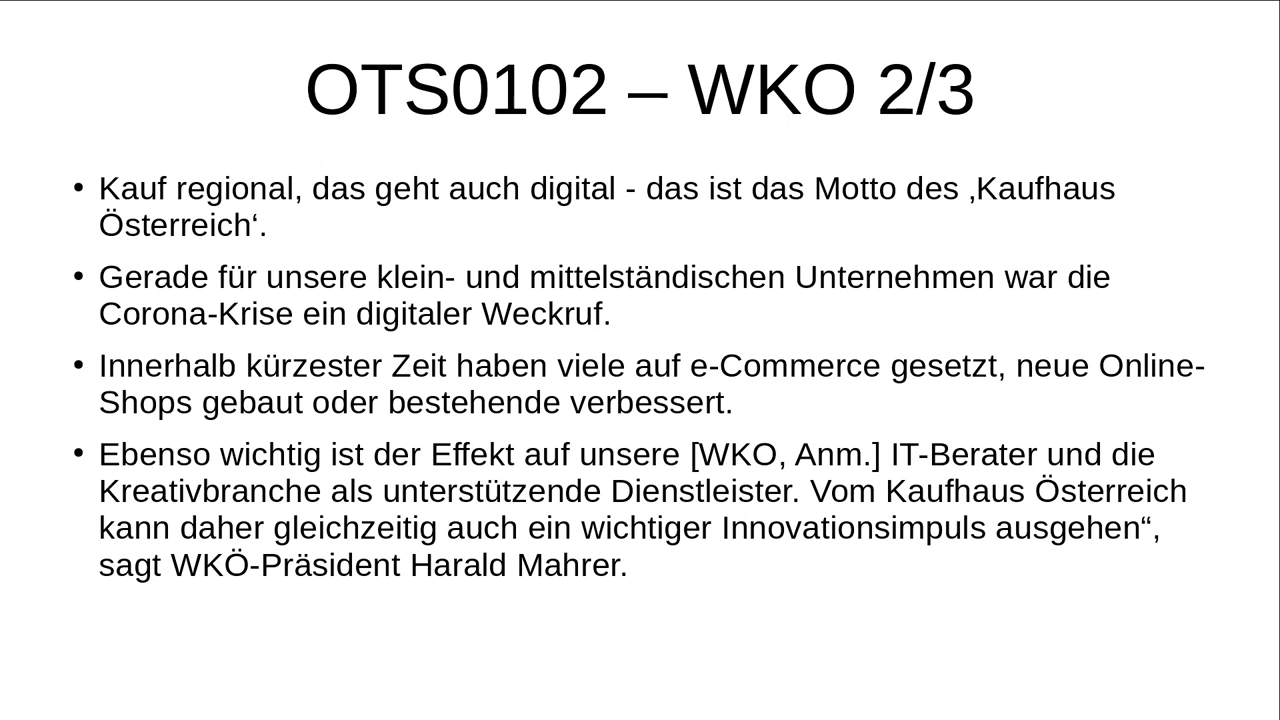 OTS0102 – WKO 2/3
• Kauf regional, das geht auch digital - das ist das Motto des ‚Kaufhaus
Österreich‘.
• Gerade für unsere klein- und mittelständischen Unternehmen war die
Corona-Krise ein digitaler Weckruf.
• Innerhalb kürzester Zeit haben viele auf e-Commerce gesetzt, neue Online-
Shops gebaut oder bestehende verbessert.
• Ebenso wichtig ist der Effekt auf unsere [WKO, Anm.] IT-Berater und die
Kreativbranche als unterstützende Dienstleister. Vom Kaufhaus Österreich
kann daher gleichzeitig auch ein wichtiger Innovationsimpuls ausgehen“,
sagt WKÖ-Präsident Harald Mahrer.